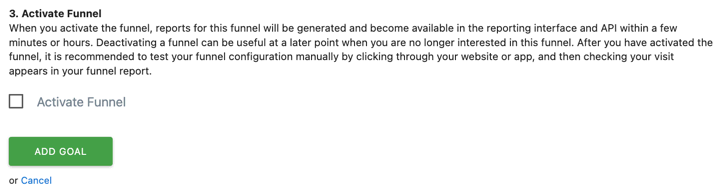 3. Activate Funnel
When you activate the funnel, reports for this funnel will be generated and become available in the reporting interface and API within a few
minutes or hours. Deactivating a funnel can be useful at a later point when you are no longer interested in this funnel. After you have activated the
funnel, it is recommended to test your funnel configuration manually by clicking through your website or app, and then checking your visit
appears in your funnel report.
Activate Funnel
ADD GOAL
or Cancel